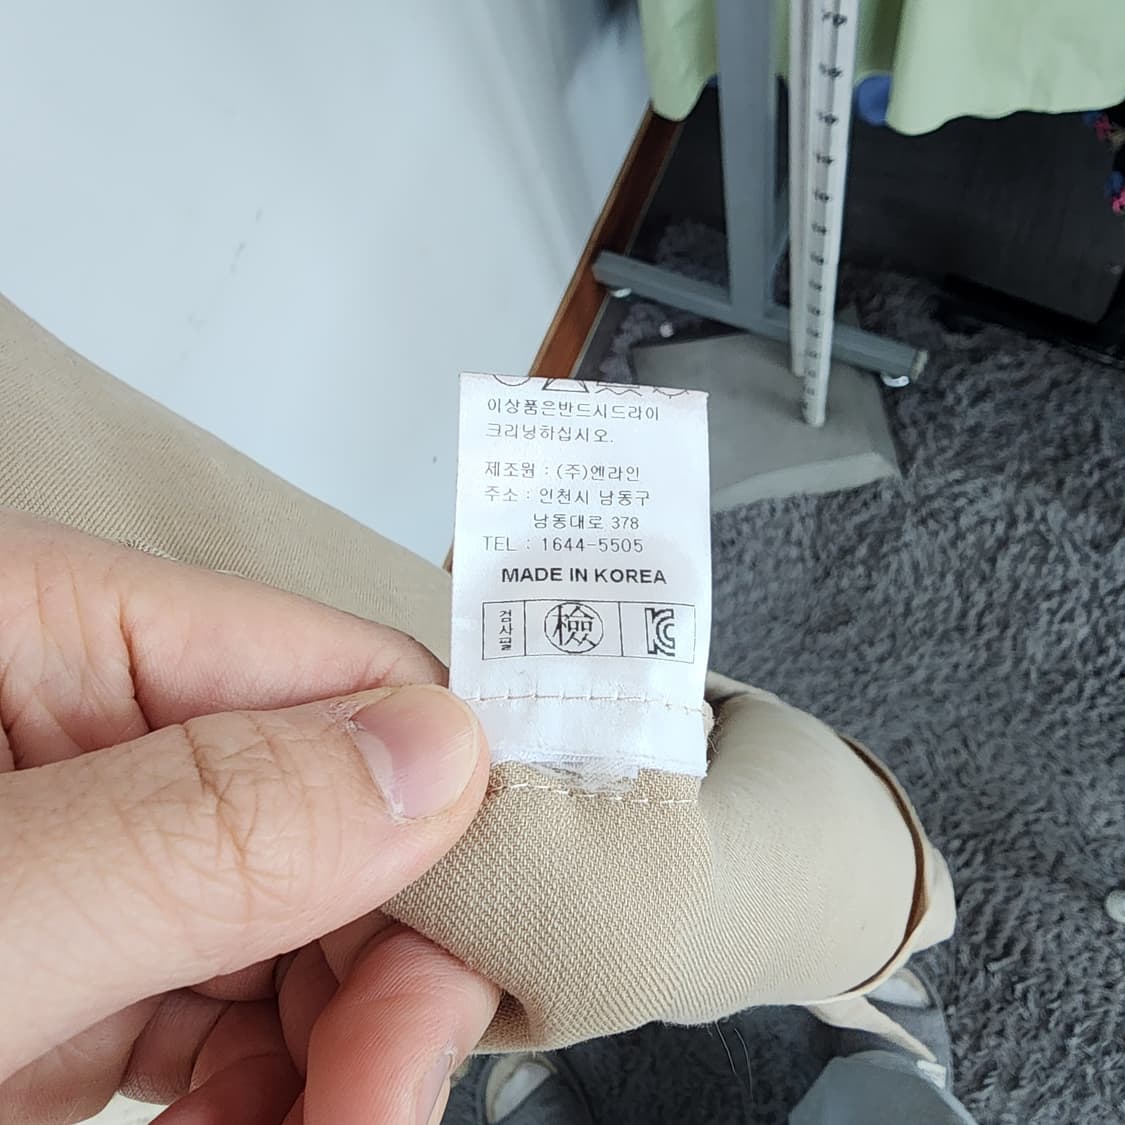 이상품은반드시드라이
크리닝하십시오.
제조원 : (주)엔라인
주소 : 인천시 남동구
남동대로 378
TEL : 1644-5505
MADE IN KOREA
검사필 檢 KC